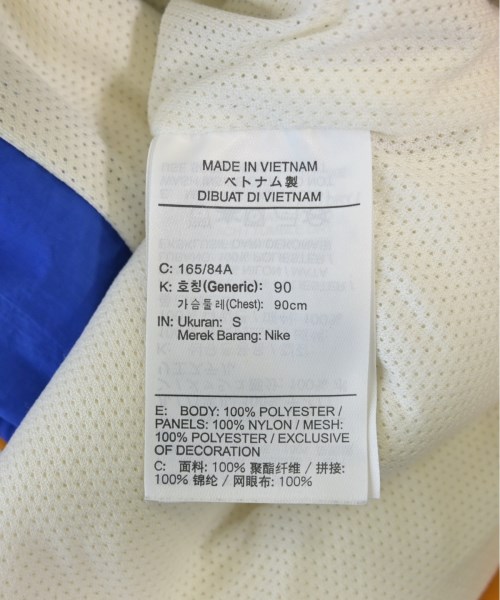 MADE IN VIETNAM
ベトナム製
DIBUAT DI VIETNAM
C: 165/84A
K: 호칭(Generic): 90
가슴둘레(Chest): 90cm
IN: Ukuran: S
Merek Barang: Nike
E: BODY: 100% POLYESTER /
PANELS: 100% NYLON / MESH:
100% POLYESTER / EXCLUSIVE
OF DECORATION
C: 面料: 100% 聚酯纤维 / 拼接:
100% 锦纶 / 网眼布: 100%